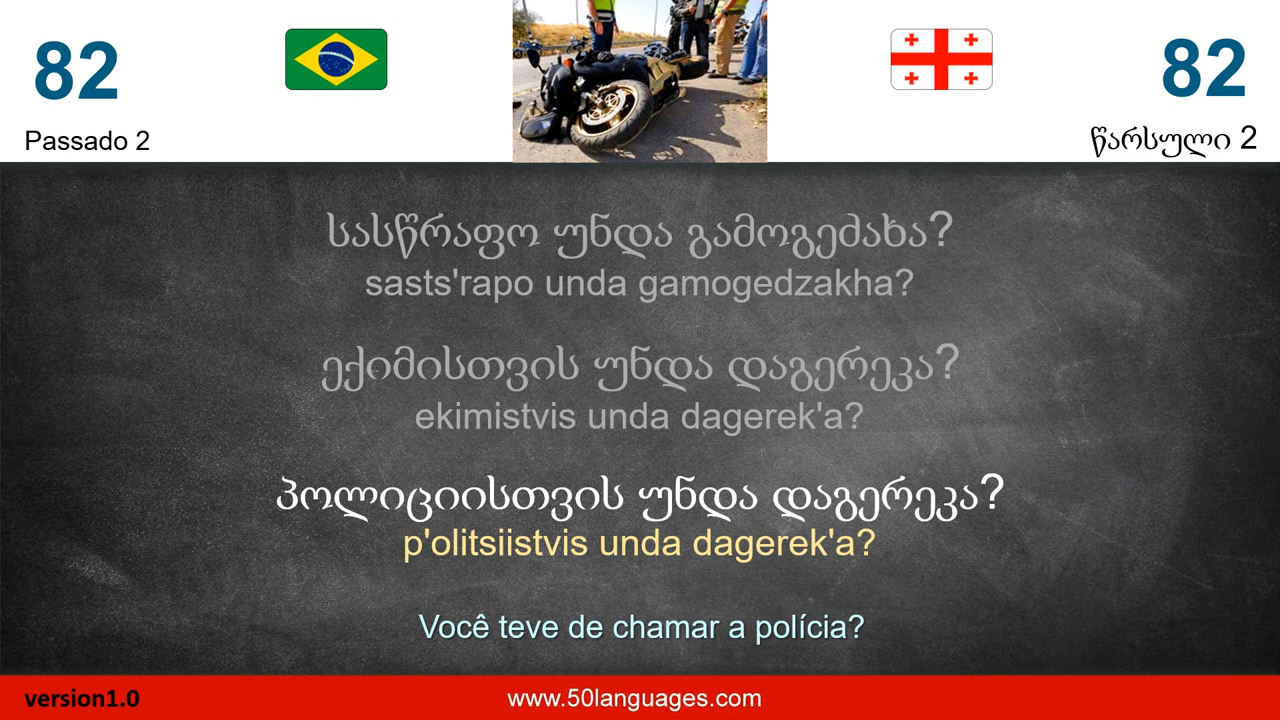 82
82
Passado 2
წარსული 2
სასწრაფო უნდა გამოგეძახა?
sasts'rapo unda gamogedzakha?
ექიმისთვის უნდა დაგერეკა?
ekimistvis unda dagerek'a?
პოლიციისთვის უნდა დაგერეკა?
p'olitsiistvis unda dagerek'a?
Você teve de chamar a polícia?
version1.0
www.50languages.com